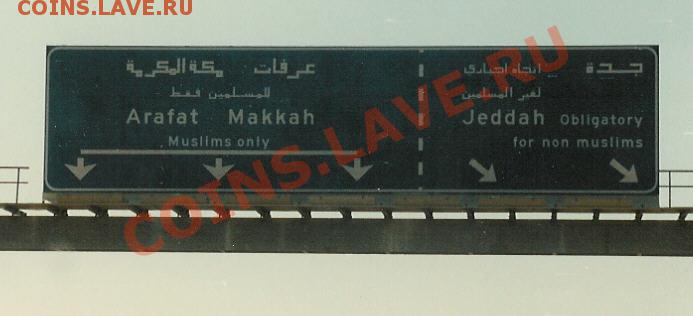 COINS.LAVE.RU
عرفات مكة المكرمة
للمسلمين فقط
Arafat Makkah
Muslims only
جدة _ اتجاه اجباري
لغير المسلمين
Jeddah Obligatory
for non muslims
COINS.LAVE.RU